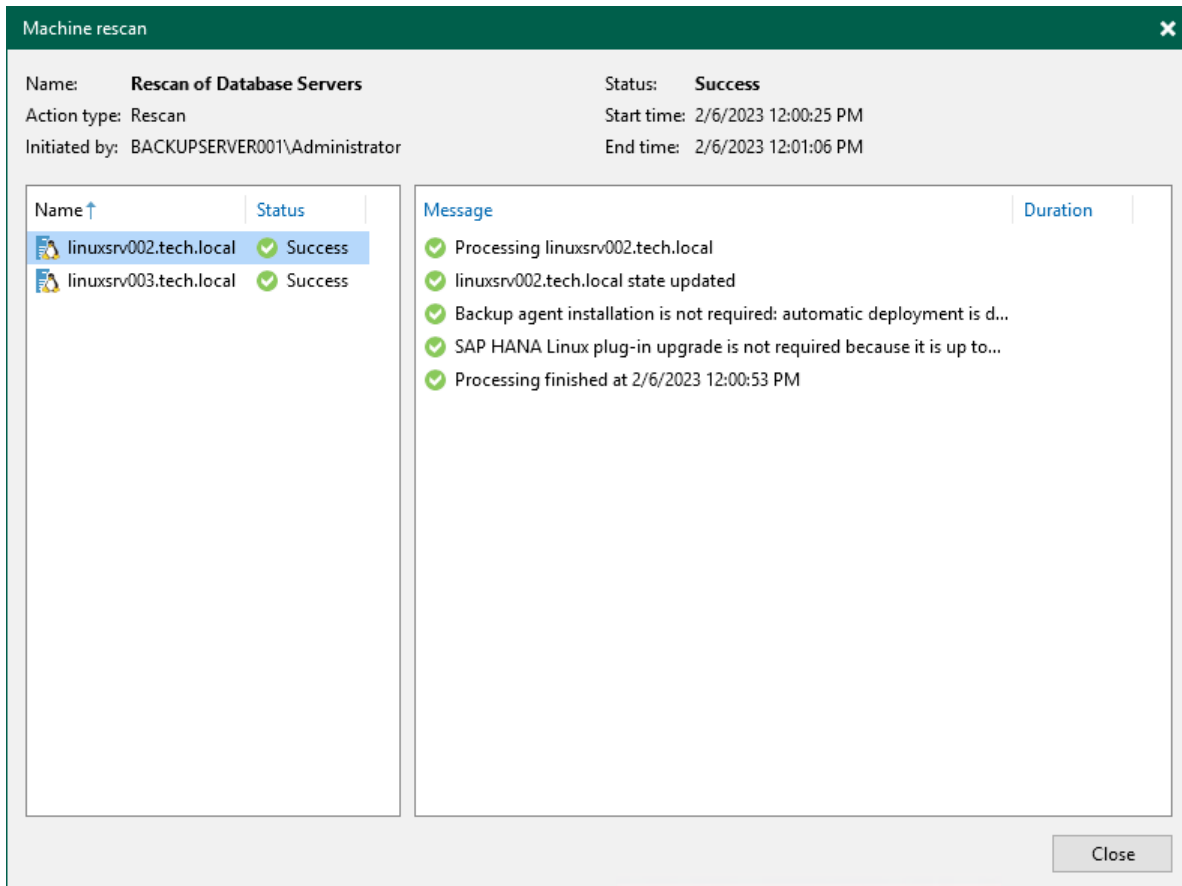 Machine rescan
Name: Rescan of Database Servers
Status: Success
Action type: Rescan
Start time: 2/6/2023 12:00:25 PM
Initiated by: BACKUPSERVER001\Administrator
End time: 2/6/2023 12:01:06 PM
Name Status
linuxsrv002.tech.local Success
linuxsrv003.tech.local Success
Message Duration
Processing linuxsrv002.tech.local
linuxsrv002.tech.local state updated
Backup agent installation is not required: automatic deployment is d...
SAP HANA Linux plug-in upgrade is not required because it is up to...
Processing finished at 2/6/2023 12:00:53 PM
Close